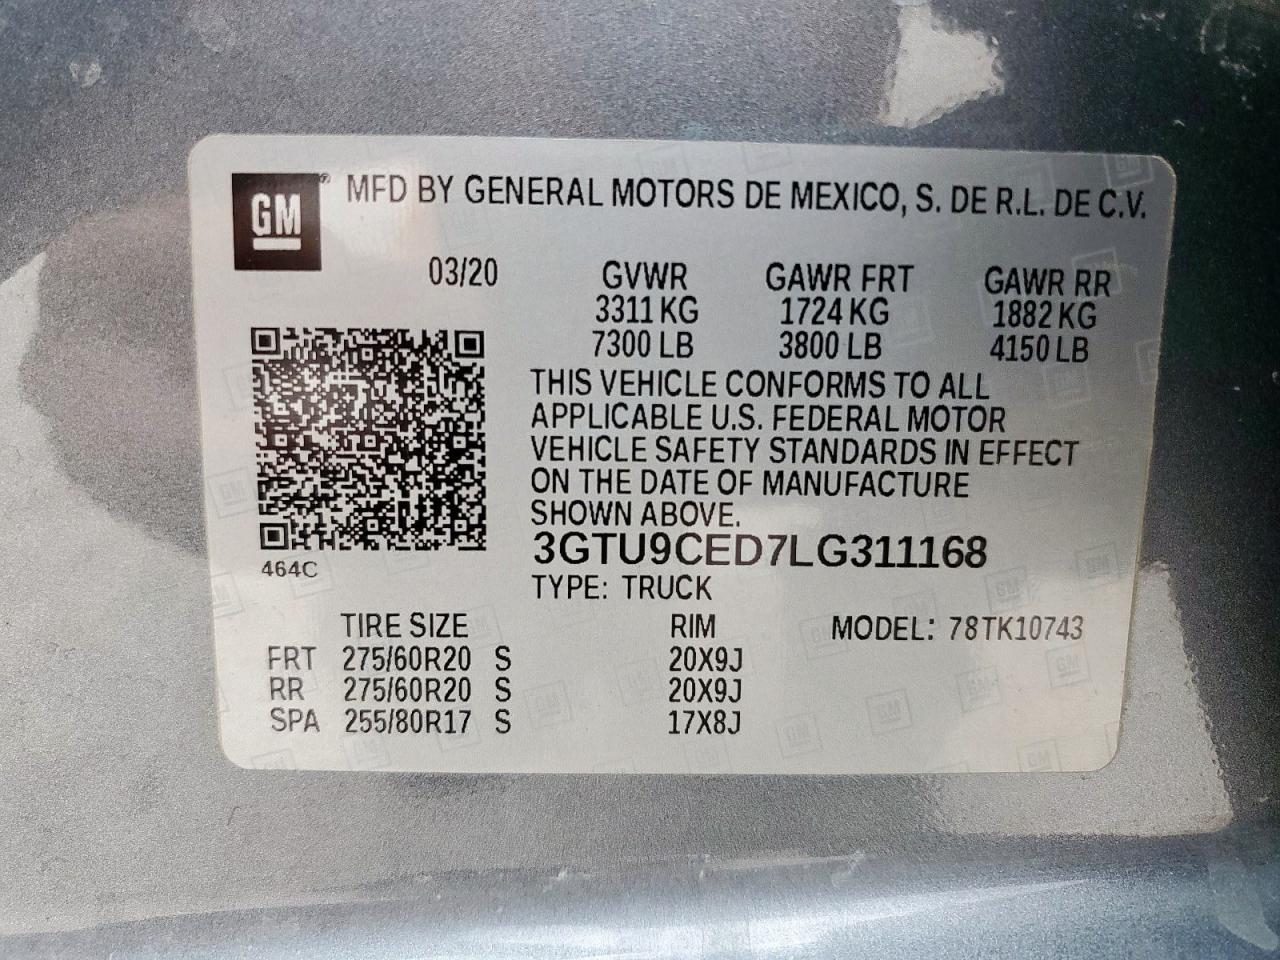 GM MFD BY GENERAL MOTORS DE MEXICO, S. DE R.L. DE C.V.
03/20 GVWR GAWR FRT GAWR RR
3311 KG 1724 KG 1882 KG
7300 LB 3800 LB 4150 LB
THIS VEHICLE CONFORMS TO ALL
APPLICABLE U.S. FEDERAL MOTOR
VEHICLE SAFETY STANDARDS IN EFFECT
ON THE DATE OF MANUFACTURE
SHOWN ABOVE.
3GTU9CED7LG311168
464C
TYPE: TRUCK
TIRE SIZE RIM MODEL: 78TK10743
FRT 275/60R20 S 20X9J
RR 275/60R20 S 20X9J
SPA 255/80R17 S 17X8J